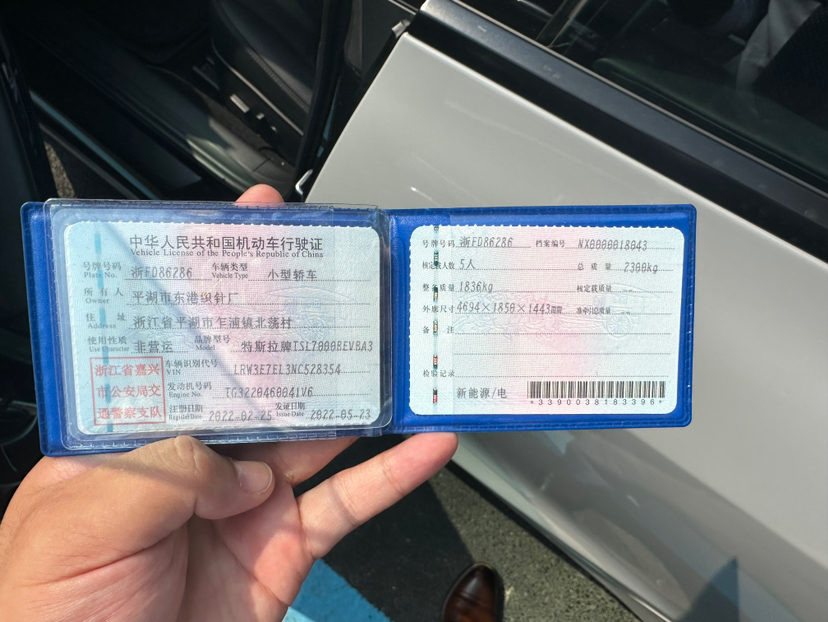 中华人民共和国机动车行驶证
Vehicle License of the People's Republic of China
号牌号码 浙FD86286 车辆类型 小型轿车
Plate No. Vehicle Type
所有人 平湖市东港织针厂
Owner
住址 浙江省平湖市乍浦镇北荡村
Address
使用性质 非营运 品牌型号 特斯拉牌TSL7000BEVBA3
Use Character Model
浙江省嘉兴
市公安局交
通警察支队
车辆识别代号 LRW3E7EL3NC528354
VIN
发动机号码 TG3220460041V6
Engine No.
注册日期 2022-02-25 发证日期 2022-05-23
Register Date Issue Date
号牌号码 浙FD86286 档案编号 NX0000018043
核定载人数 5人 总质量 2300kg
整备质量 1836kg 核定载质量 --
外廓尺寸 4694×1850×1443mm 准牵引总质量 --
备注
检验记录
新能源/电
*3390038183396*